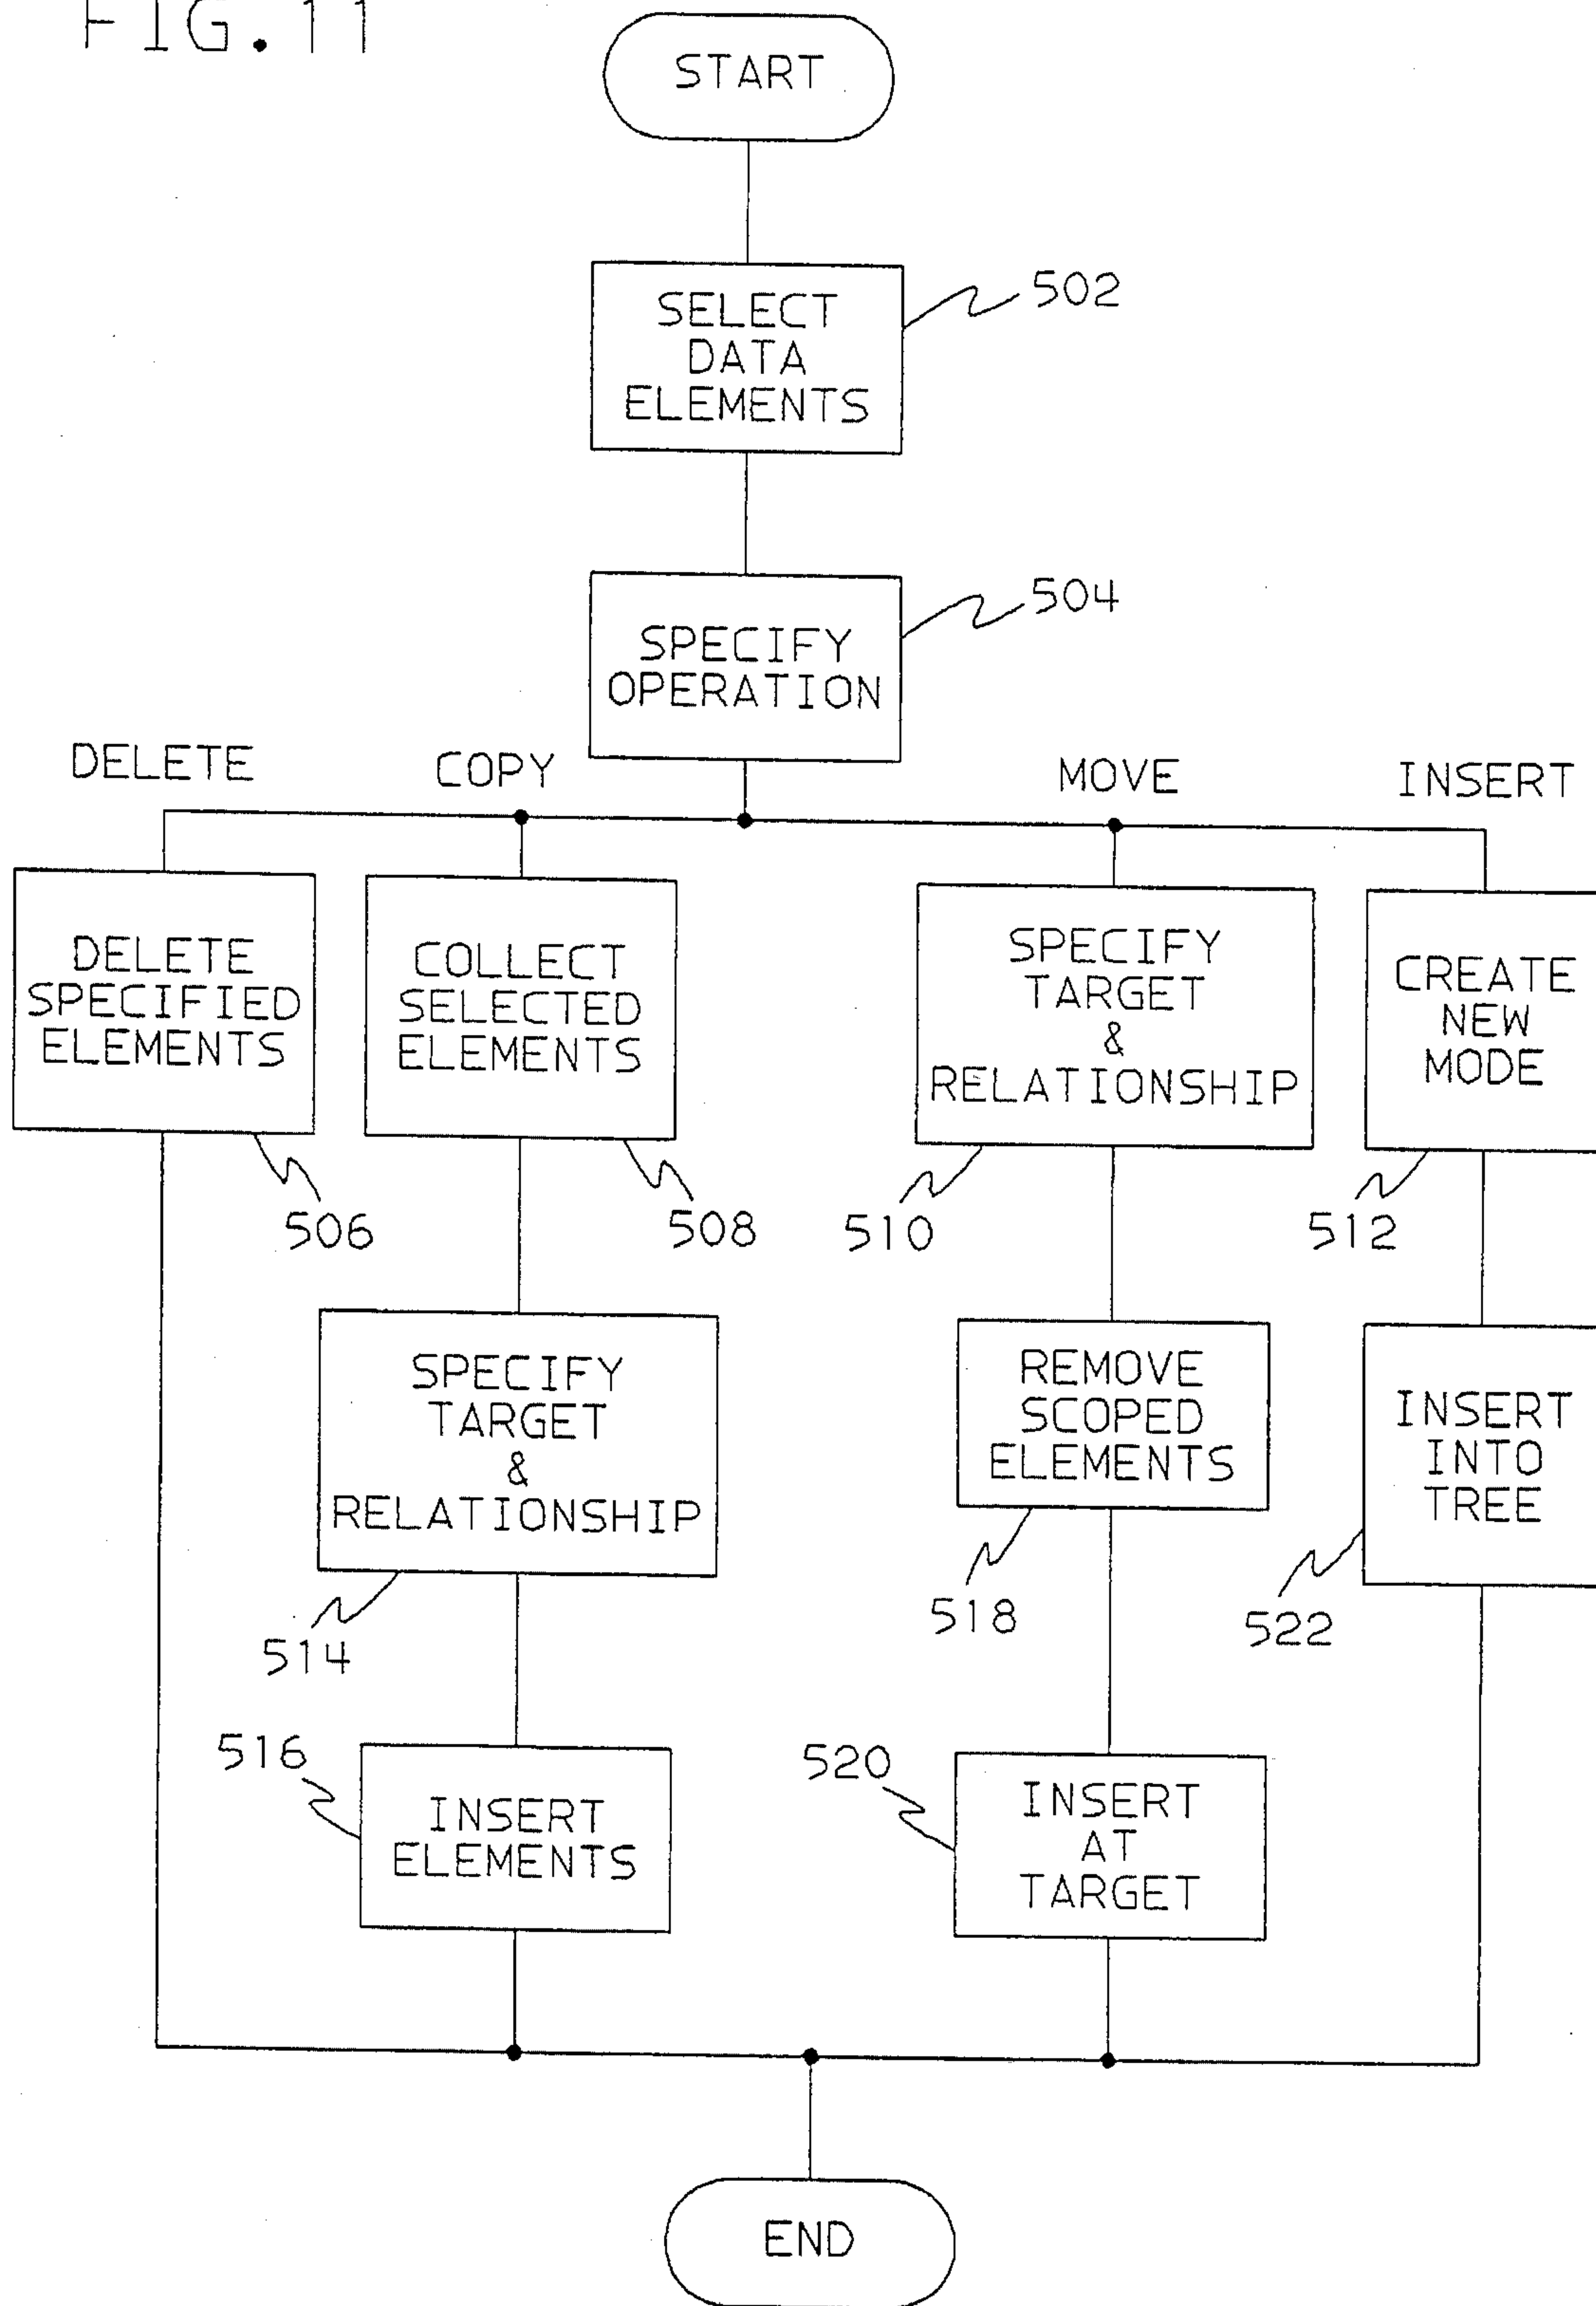 FIG. 11
START
SELECT
DATA
ELEMENTS
502
SPECIFY
OPERATION
504
DELETE
COPY
MOVE
INSERT
DELETE
SPECIFIED
ELEMENTS
506
COLLECT
SELECTED
ELEMENTS
508
SPECIFY
TARGET
&
RELATIONSHIP
510
CREATE
NEW
MODE
512
SPECIFY
TARGET
&
RELATIONSHIP
514
REMOVE
SCOPED
ELEMENTS
518
INSERT
INTO
TREE
522
516
INSERT
ELEMENTS
520
INSERT
AT
TARGET
END